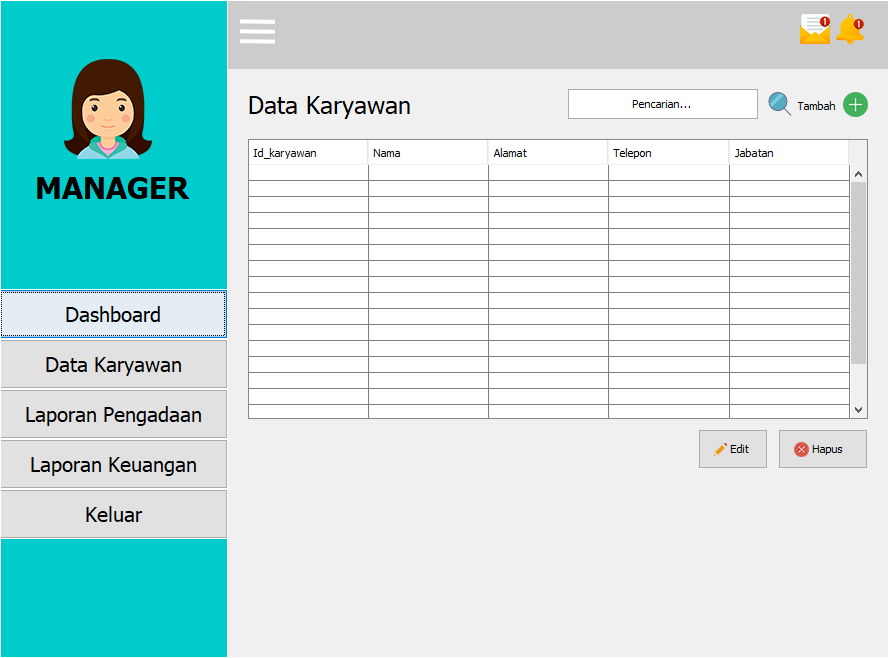 1
1
MANAGER
Dashboard
Data Karyawan
Laporan Pengadaan
Laporan Keuangan
Keluar
Data Karyawan
Pencarian...
Tambah
Id_karyawan Nama Alamat Telepon Jabatan
Edit
Hapus